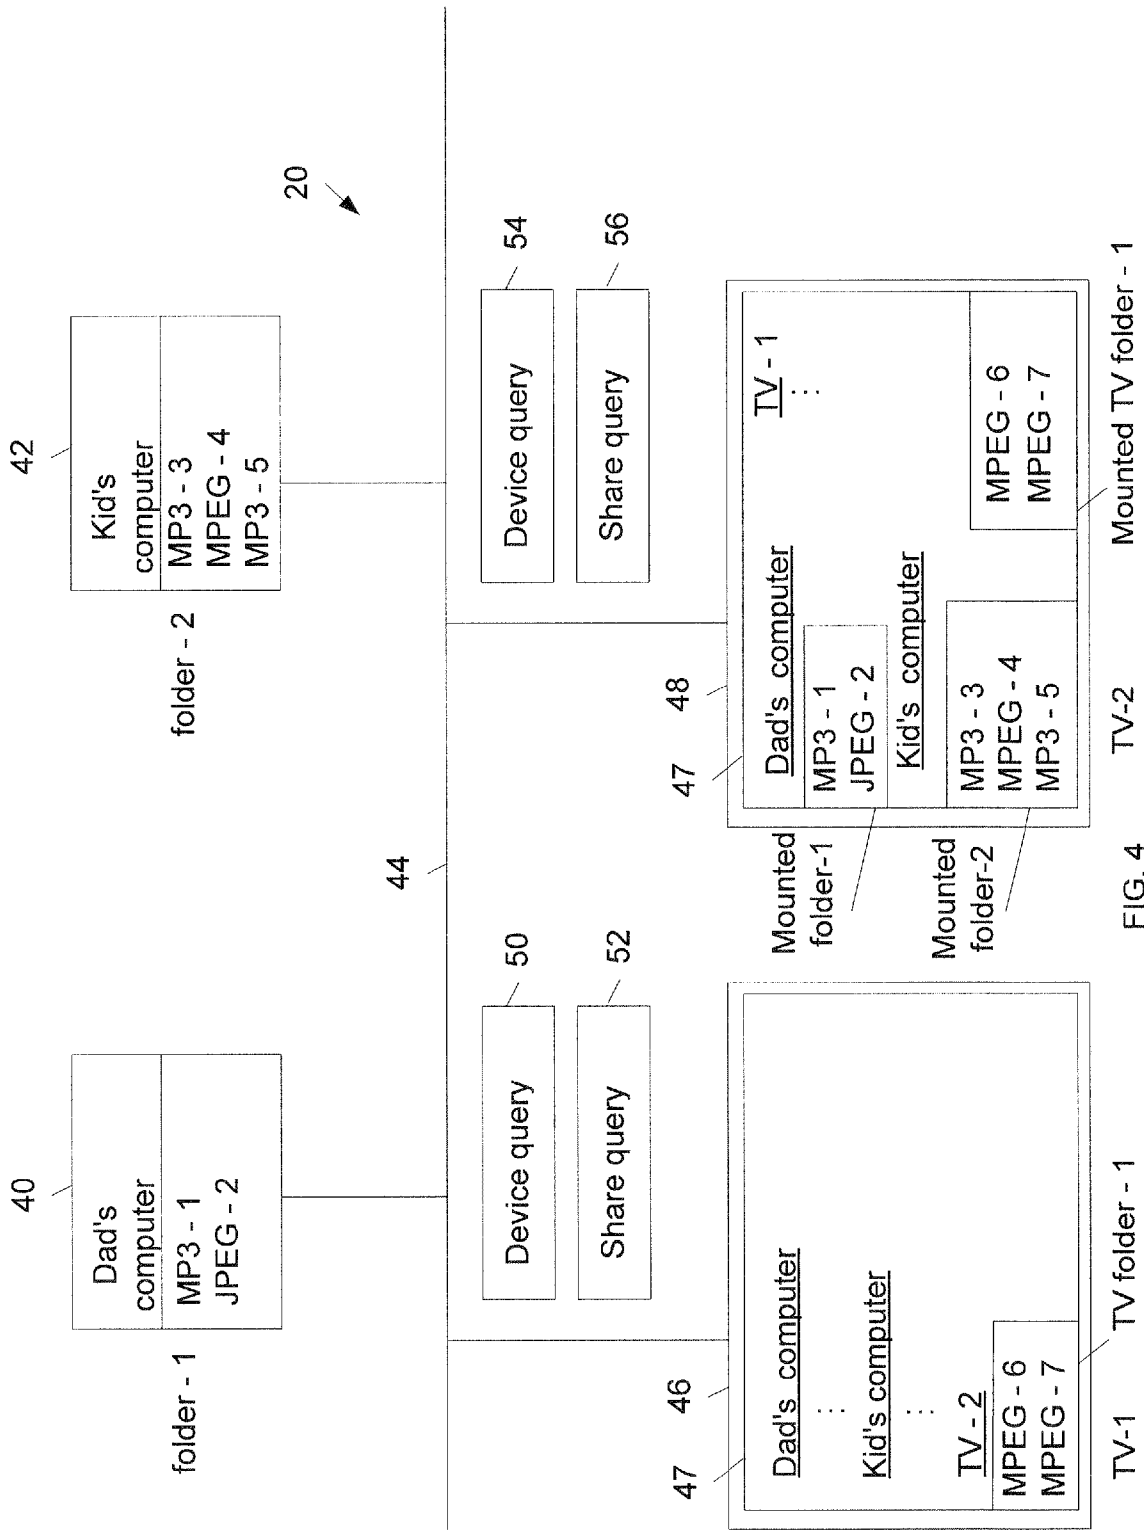 40
Dad's
computer
MP3 - 1
JPEG - 2
folder - 1
42
Kid's
computer
MP3 - 3
MPEG - 4
MP3 - 5
folder - 2
20
44
Device query
50
Share query
52
Device query
54
Share query
56
46
47
Dad's computer
...
Kid's computer
...
TV - 2
MPEG - 6
MPEG - 7
TV folder - 1
TV-1
48
47
Dad's computer
MP3 - 1
JPEG - 2
Kid's computer
MP3 - 3
MPEG - 4
MP3 - 5
TV - 1
...
MPEG - 6
MPEG - 7
Mounted
folder-1
Mounted
folder-2
TV-2
Mounted TV folder - 1
FIG. 4